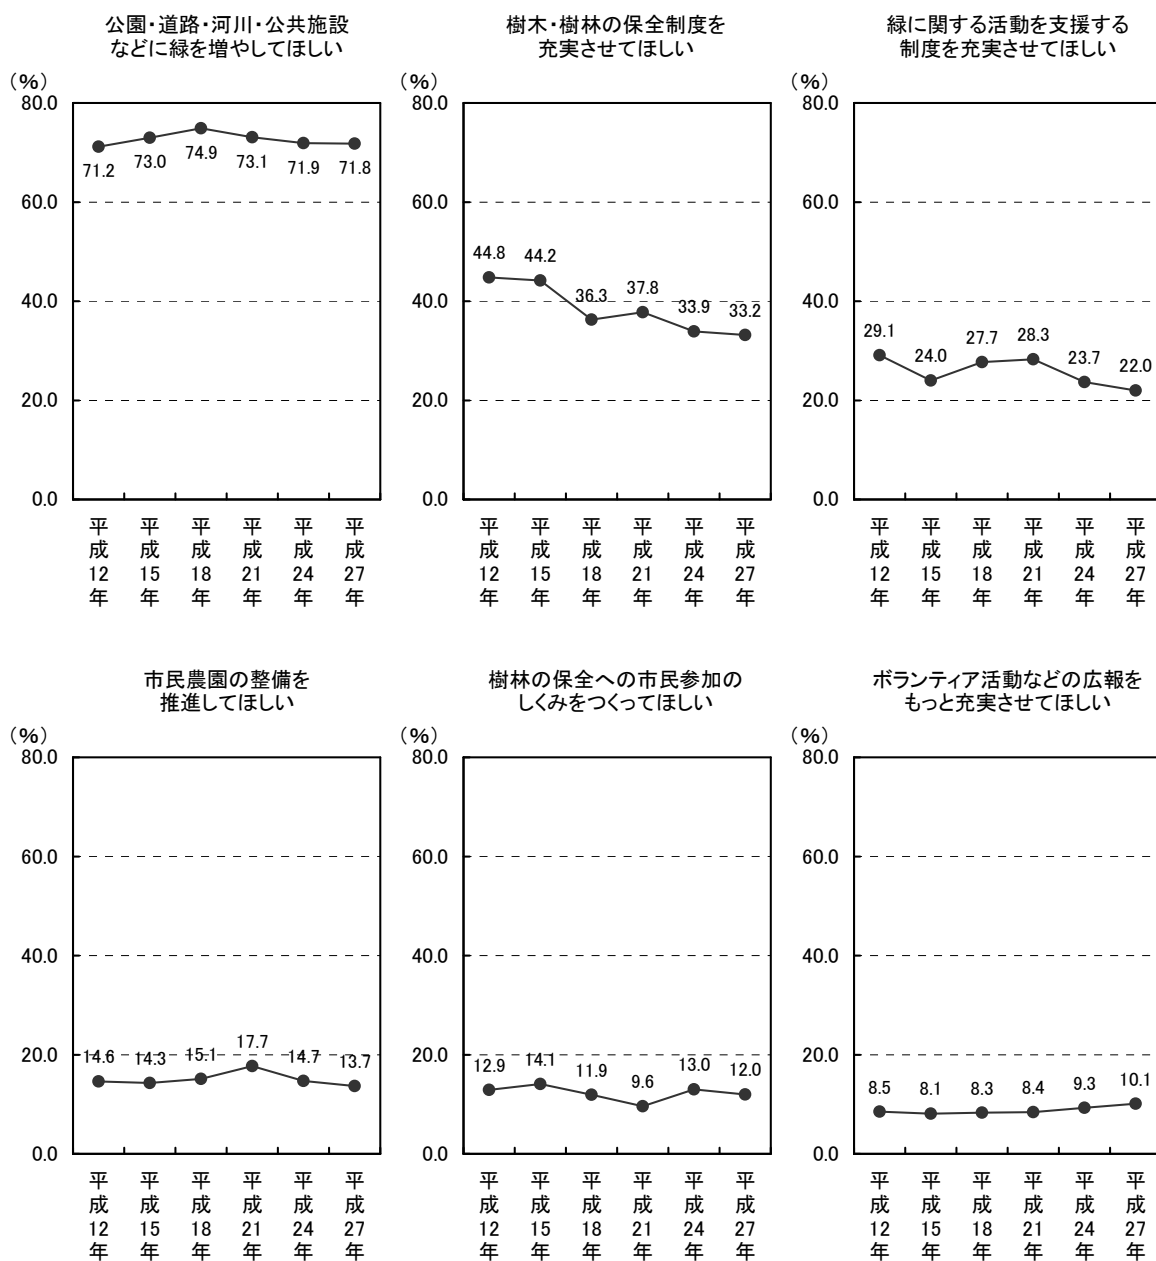 公園・道路・河川・公共施設
などに緑を増やしてほしい
(%)
80.0
60.0
40.0
20.0
0.0
71.2
73.0
74.9
73.1
71.9
71.8
平成12年
平成15年
平成18年
平成21年
平成24年
平成27年
樹木・樹林の保全制度を
充実させてほしい
(%)
80.0
60.0
40.0
20.0
0.0
44.8
44.2
36.3
37.8
33.9
33.2
平成12年
平成15年
平成18年
平成21年
平成24年
平成27年
緑に関する活動を支援する
制度を充実させてほしい
(%)
80.0
60.0
40.0
20.0
0.0
29.1
24.0
27.7
28.3
23.7
22.0
平成12年
平成15年
平成18年
平成21年
平成24年
平成27年
市民農園の整備を
推進してほしい
(%)
80.0
60.0
40.0
20.0
0.0
14.6
14.3
15.1
17.7
14.7
13.7
平成12年
平成15年
平成18年
平成21年
平成24年
平成27年
樹林の保全への市民参加の
しくみをつくってほしい
(%)
80.0
60.0
40.0
20.0
0.0
12.9
14.1
11.9
9.6
13.0
12.0
平成12年
平成15年
平成18年
平成21年
平成24年
平成27年
ボランティア活動などの広報を
もっと充実させてほしい
(%)
80.0
60.0
40.0
20.0
0.0
8.5
8.1
8.3
8.4
9.3
10.1
平成12年
平成15年
平成18年
平成21年
平成24年
平成27年